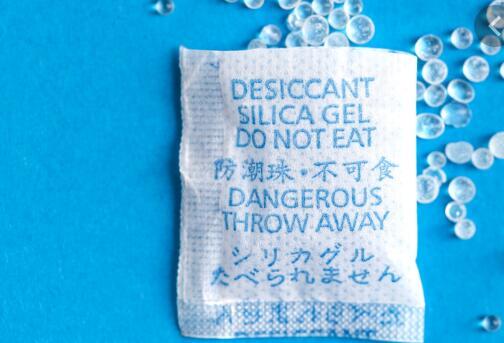 DESICCANT
SILICA GEL
DO NOT EAT
防潮珠・不可食
DANGEROUS
THROW AWAY
シリカゲル
たべられません